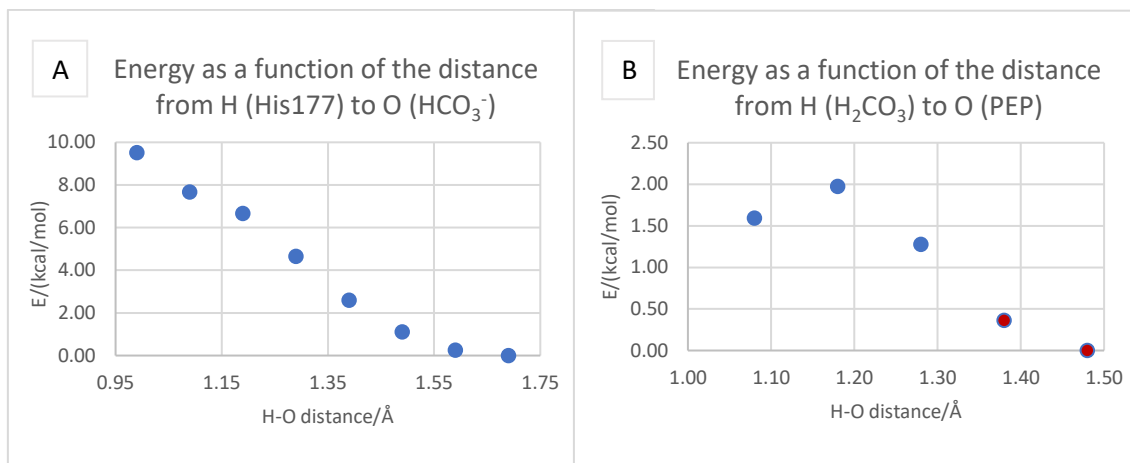 A
Energy as a function of the distance
from H (His177) to O (HCO₃⁻)
10.00
8.00
6.00
4.00
2.00
0.00
E/(kcal/mol)
0.95 1.15 1.35 1.55 1.75
H-O distance/Å
B
Energy as a function of the distance
from H (H₂CO₃) to O (PEP)
2.50
2.00
1.50
1.00
0.50
0.00
E/(kcal/mol)
1.00 1.10 1.20 1.30 1.40 1.50
H-O distance/Å